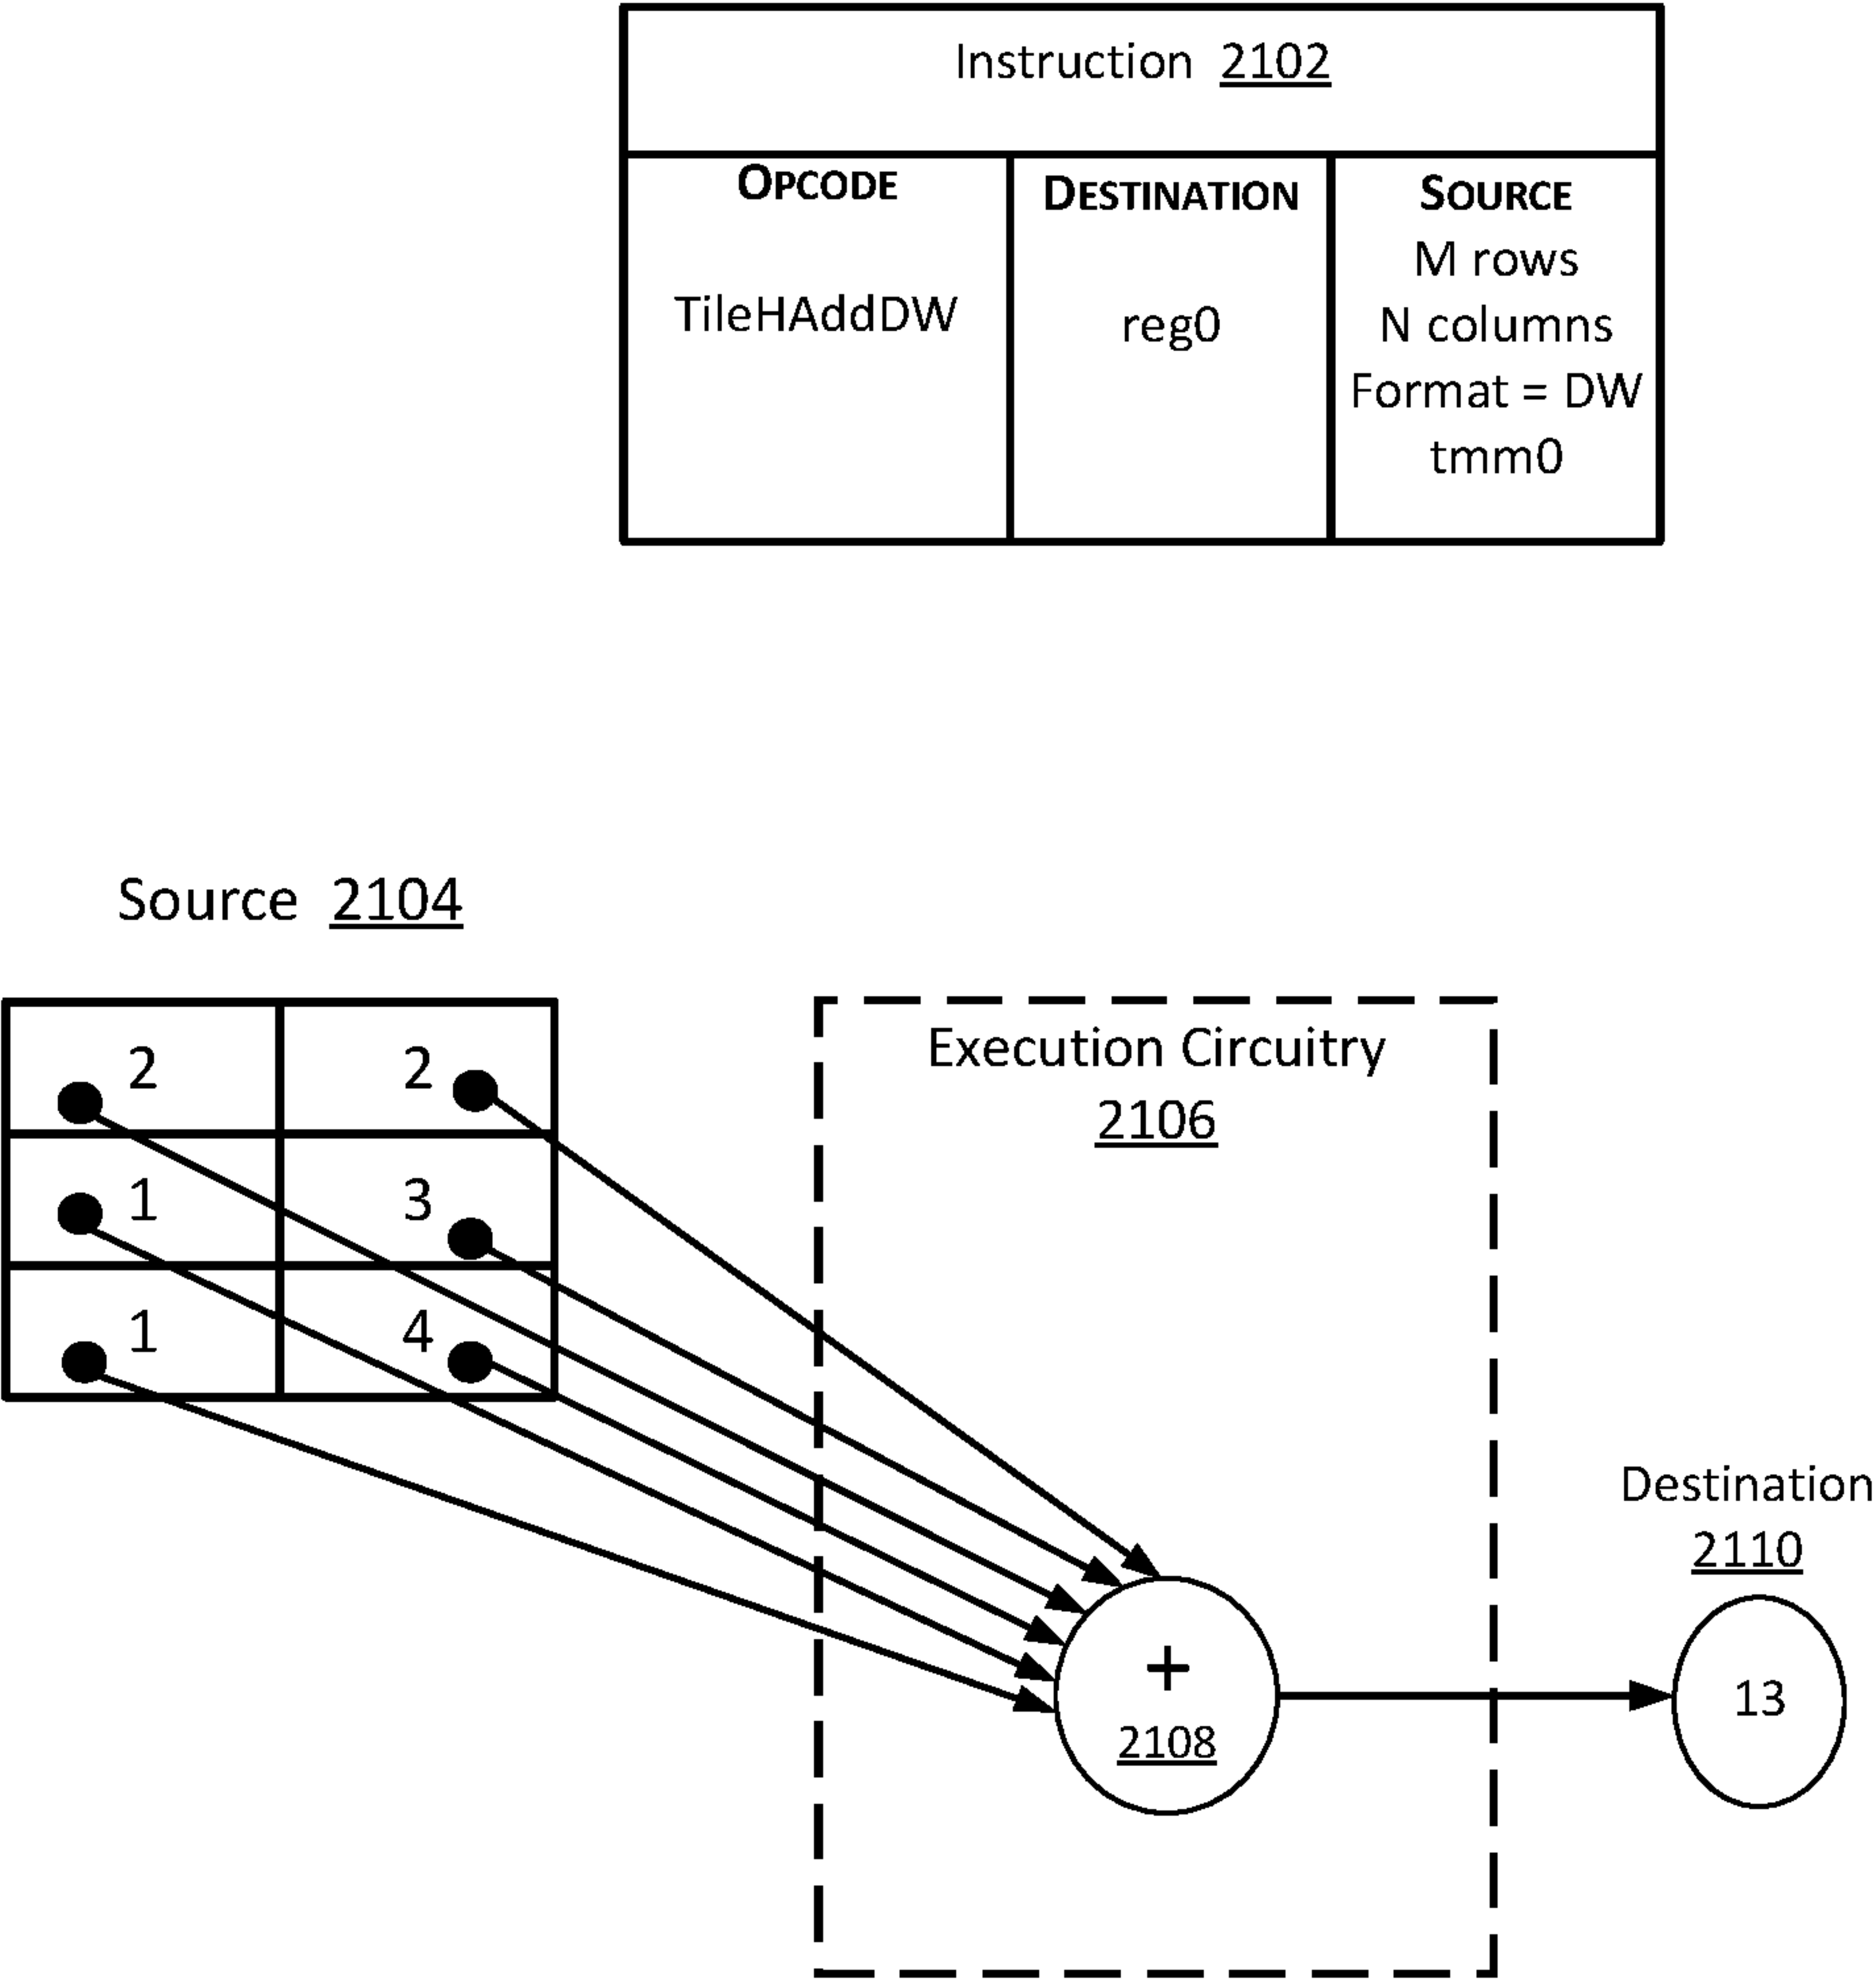 Instruction 2102
OPCODE
TileHAddDW
DESTINATION
reg0
SOURCE
M rows
N columns
Format = DW
tmm0
Source 2104
2 2
1 3
1 4
Execution Circuitry
2106
+
2108
Destination
2110
13